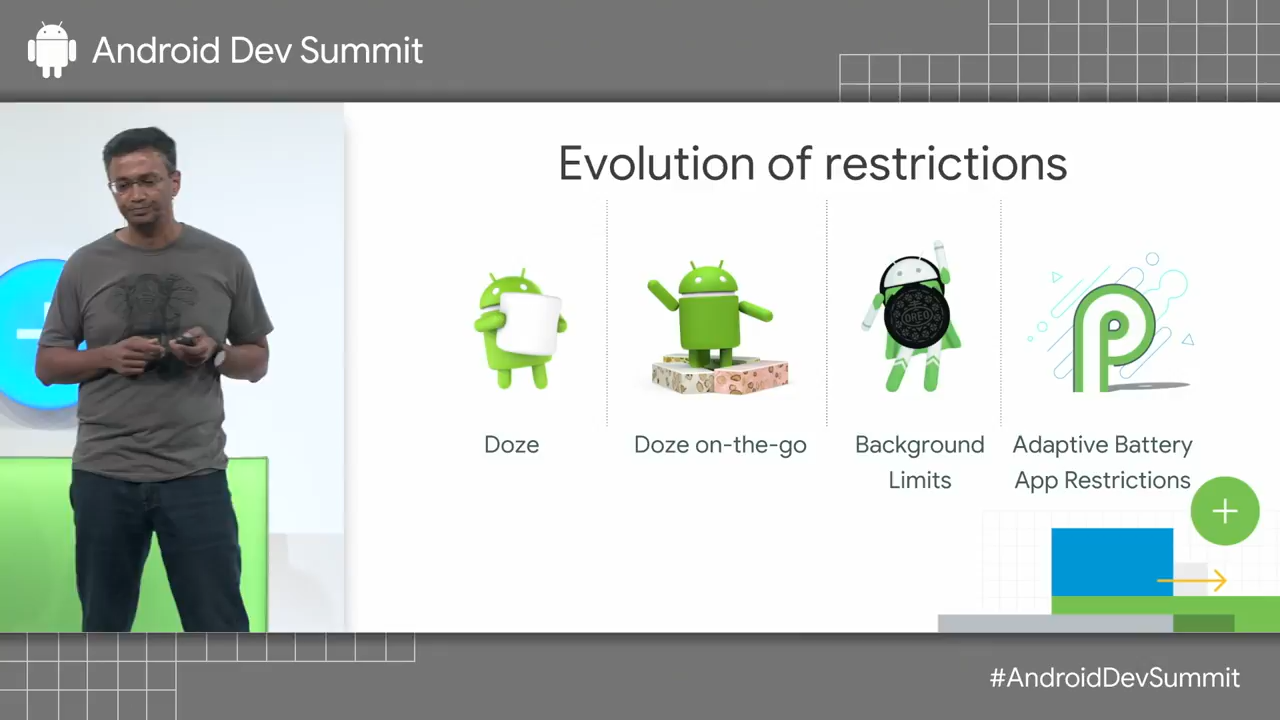 Android Dev Summit
Evolution of restrictions
OREO
Doze
Doze on-the-go
Background
Limits
Adaptive Battery
App Restrictions
#AndroidDevSummit